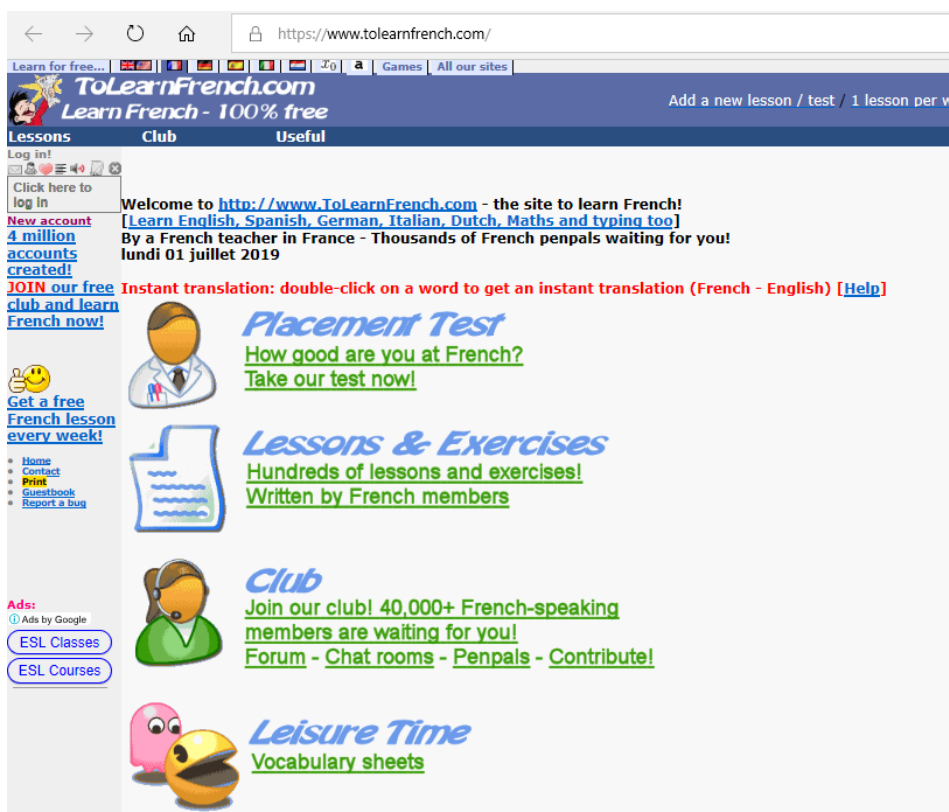 https://www.tolearnfrench.com/
Learn for free... x0 a Games All our sites
ToLearnFrench.com
Learn French - 100% free
Add a new lesson / test / 1 lesson per w
Lessons Club Useful
Log in!
Click here to
log in
New account
4 million
accounts
created!
JOIN our free
club and learn
French now!
Get a free
French lesson
every week!
Home
Contact
Print
Guestbook
Report a bug
Ads:
Ads by Google
ESL Classes
ESL Courses
Welcome to http://www.ToLearnFrench.com - the site to learn French!
[Learn English, Spanish, German, Italian, Dutch, Maths and typing too]
By a French teacher in France - Thousands of French penpals waiting for you!
lundi 01 juillet 2019
Instant translation: double-click on a word to get an instant translation (French - English) [Help]
Placement Test
How good are you at French?
Take our test now!
Lessons & Exercises
Hundreds of lessons and exercises!
Written by French members
Club
Join our club! 40,000+ French-speaking
members are waiting for you!
Forum - Chat rooms - Penpals - Contribute!
Leisure Time
Vocabulary sheets